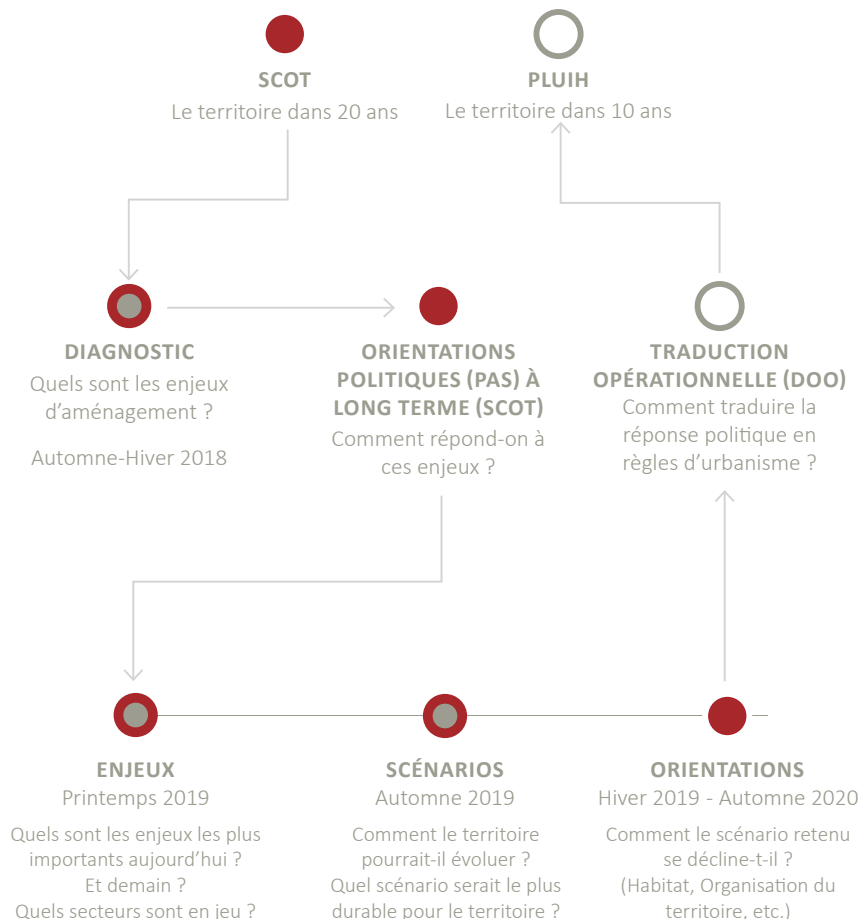 SCOT
Le territoire dans 20 ans
PLUIH
Le territoire dans 10 ans
DIAGNOSTIC
Quels sont les enjeux
d’aménagement ?
Automne-Hiver 2018
ORIENTATIONS
POLITIQUES (PAS) À
LONG TERME (SCOT)
Comment répond-on à
ces enjeux ?
TRADUCTION
OPÉRATIONNELLE (DOO)
Comment traduire la
réponse politique en
règles d’urbanisme ?
ENJEUX
Printemps 2019
Quels sont les enjeux les plus
importants aujourd’hui ?
Et demain ?
Quels secteurs sont en jeu ?
SCÉNARIOS
Automne 2019
Comment le territoire
pourrait-il évoluer ?
Quel scénario serait le plus
durable pour le territoire ?
ORIENTATIONS
Hiver 2019 - Automne 2020
Comment le scénario retenu
se décline-t-il ?
(Habitat, Organisation du
territoire, etc.)